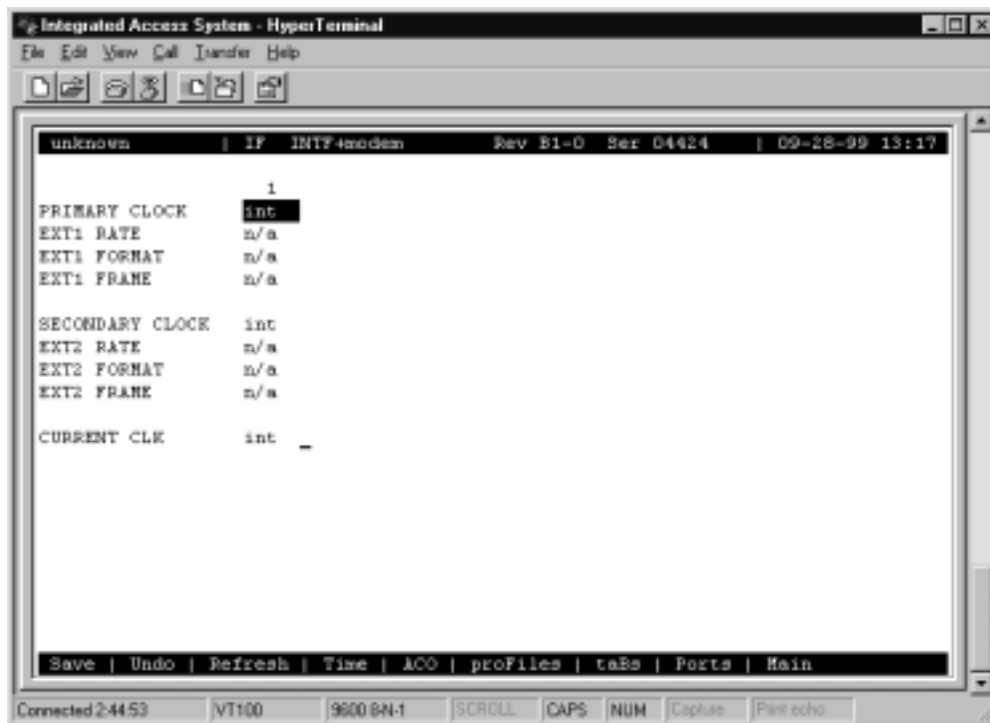 Integrated Access System - HyperTerminal
File Edit View Call Transfer Help
unknown | IF INTF+modem Rev B1-0 Ser 04424 | 09-28-99 13:17
1
PRIMARY CLOCK int
EXT1 RATE n/a
EXT1 FORMAT n/a
EXT1 FRAME n/a
SECONDARY CLOCK int
EXT2 RATE n/a
EXT2 FORMAT n/a
EXT2 FRAME n/a
CURRENT CLK int _
Save | Undo | Refresh | Time | ACO | proFiles | taBs | Ports | Main
Connected 2:44:53 VT100 9600 8-N-1 SCROLL CAPS NUM Capture Print echo